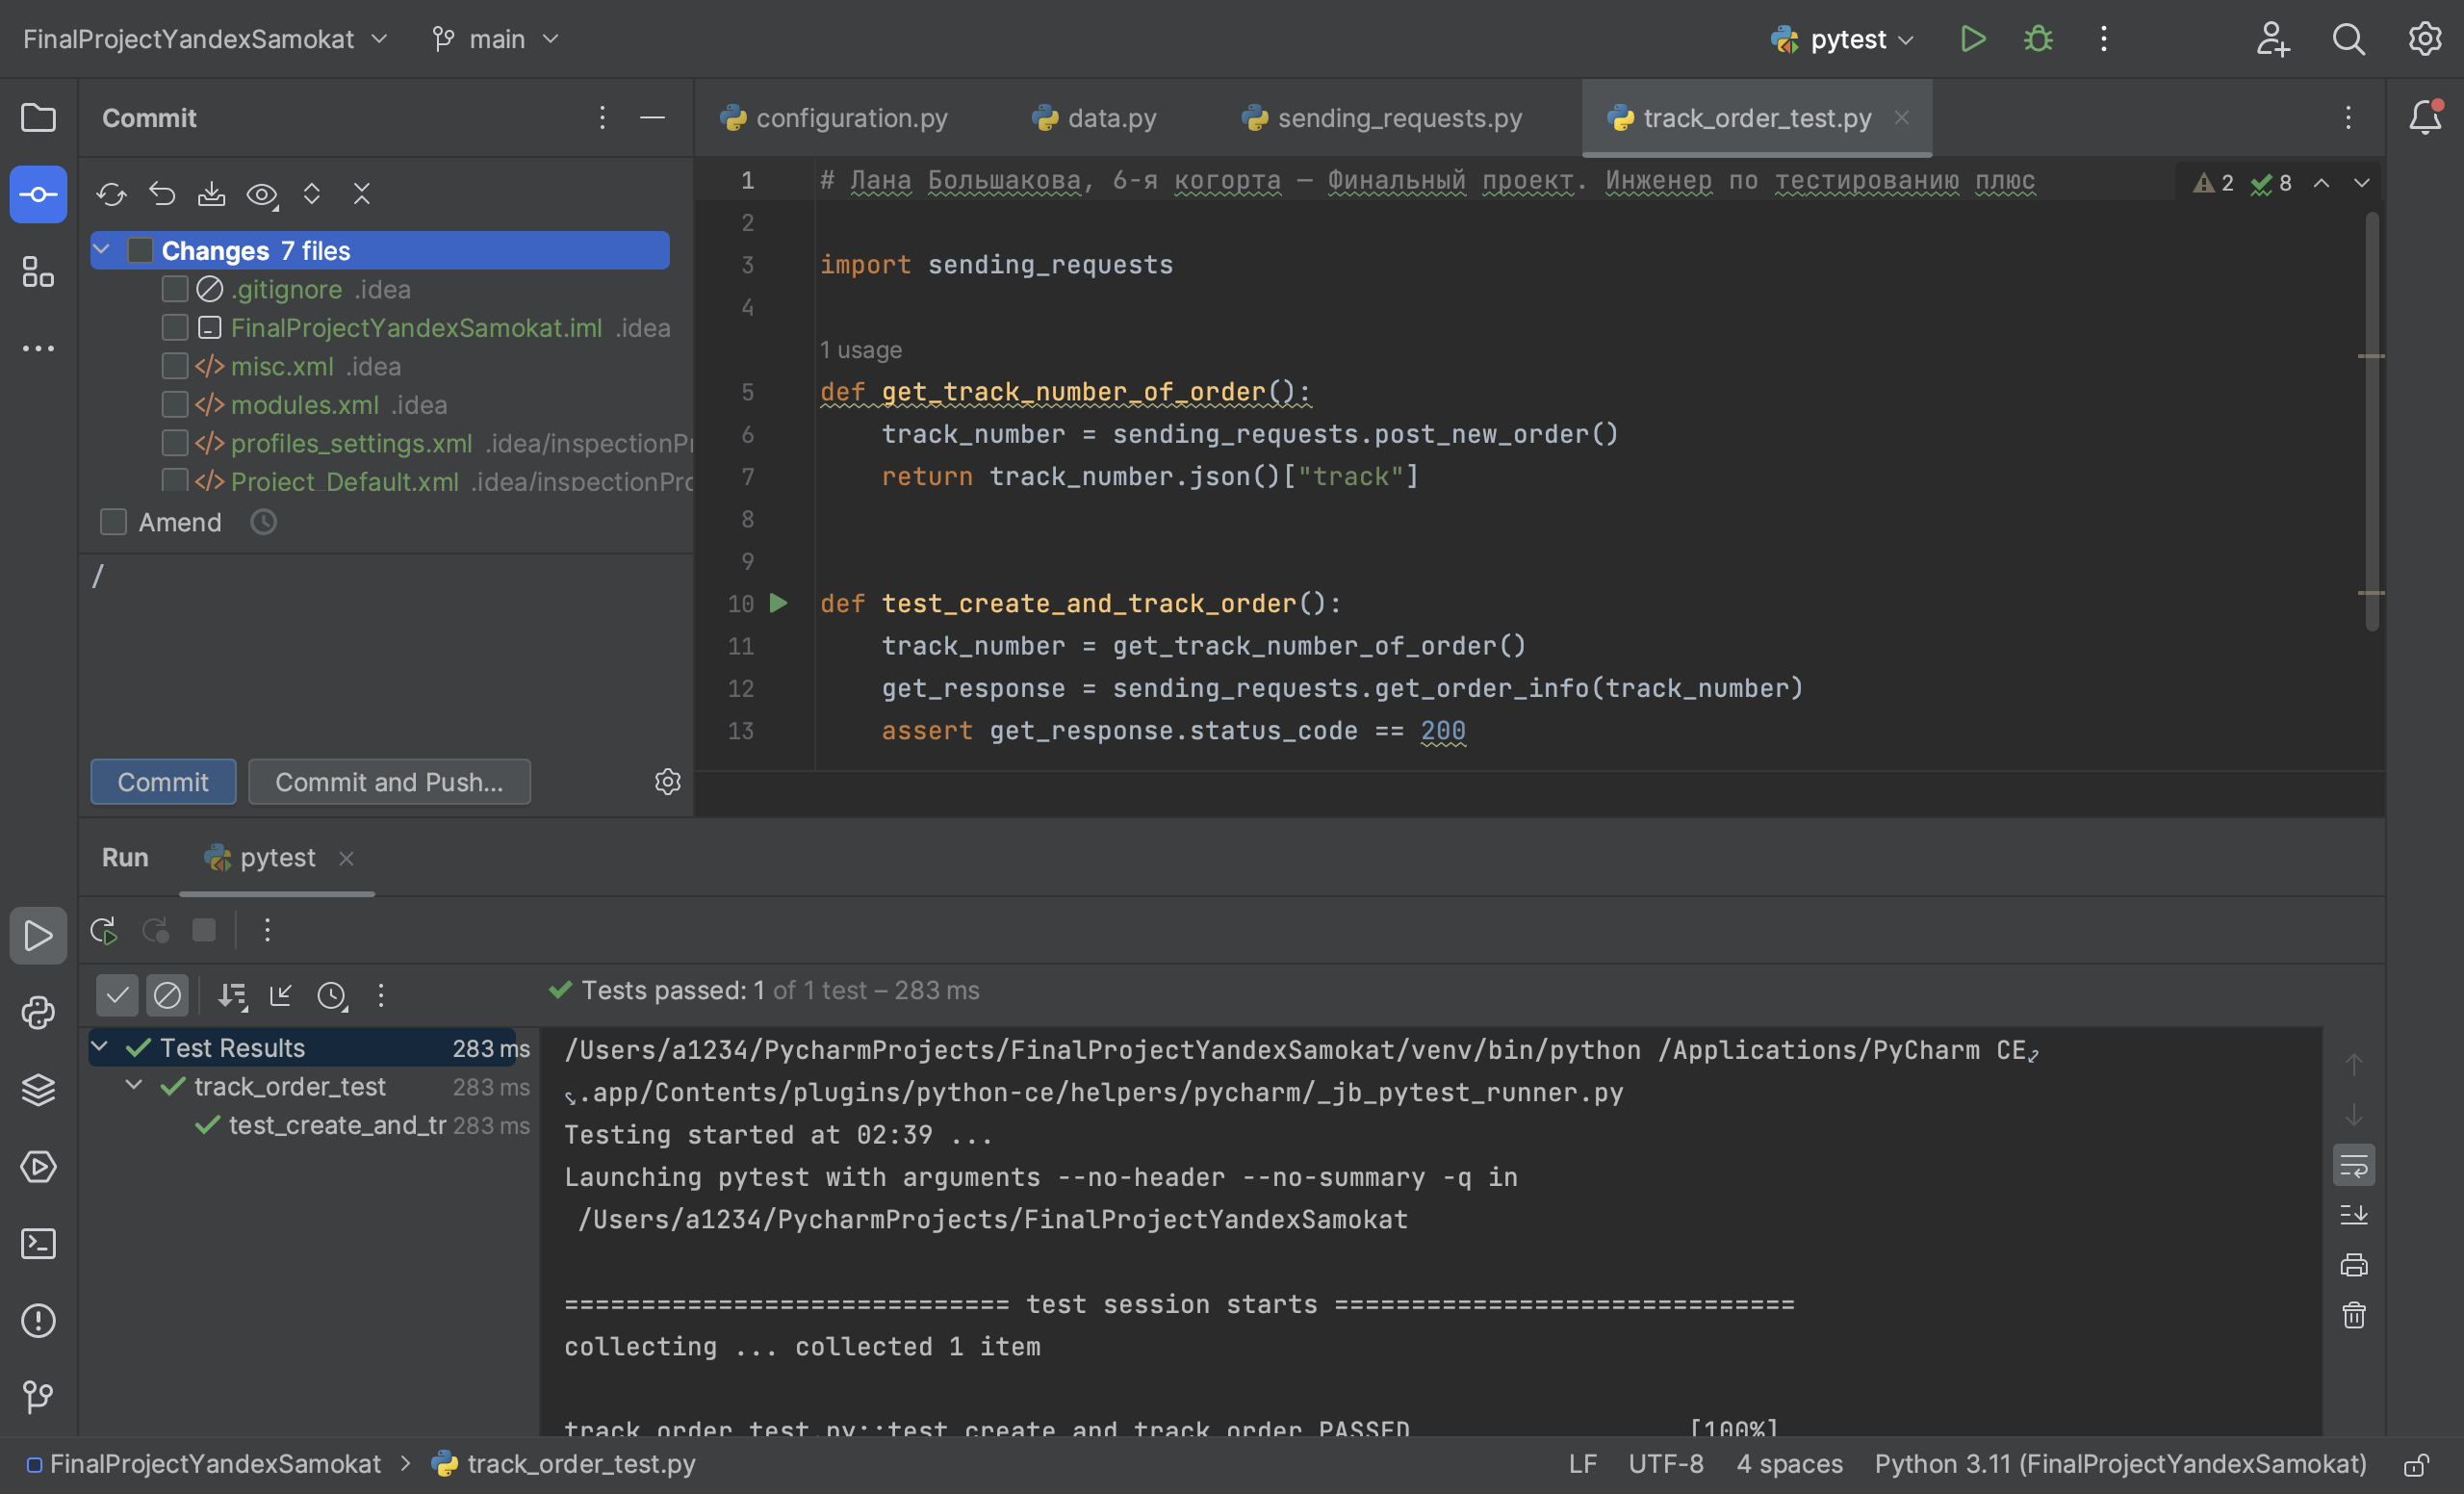 FinalProjectYandexSamokat
main
pytest
Commit
configuration.py
data.py
sending_requests.py
track_order_test.py
Changes 7 files
.gitignore .idea
FinalProjectYandexSamokat.iml .idea
misc.xml .idea
modules.xml .idea
profiles_settings.xml .idea/inspectionPr
Project_Default.xml .idea/inspectionPro
Amend
/
Commit
Commit and Push...
2 8
1 # Лана Большакова, 6-я когорта — Финальный проект. Инженер по тестированию плюс
2
3 import sending_requests
4
1 usage
5 def get_track_number_of_order():
6 track_number = sending_requests.post_new_order()
7 return track_number.json()["track"]
8
9
10 def test_create_and_track_order():
11 track_number = get_track_number_of_order()
12 get_response = sending_requests.get_order_info(track_number)
13 assert get_response.status_code == 200
Run
pytest
Tests passed: 1 of 1 test – 283 ms
Test Results 283 ms
track_order_test 283 ms
test_create_and_tr 283 ms
/Users/a1234/PycharmProjects/FinalProjectYandexSamokat/venv/bin/python /Applications/PyCharm CE
.app/Contents/plugins/python-ce/helpers/pycharm/_jb_pytest_runner.py
Testing started at 02:39 ...
Launching pytest with arguments --no-header --no-summary -q in
/Users/a1234/PycharmProjects/FinalProjectYandexSamokat
============================= test session starts ==============================
collecting ... collected 1 item
track_order_test.py::test_create_and_track_order PASSED [100%]
FinalProjectYandexSamokat > track_order_test.py
LF
UTF-8
4 spaces
Python 3.11 (FinalProjectYandexSamokat)